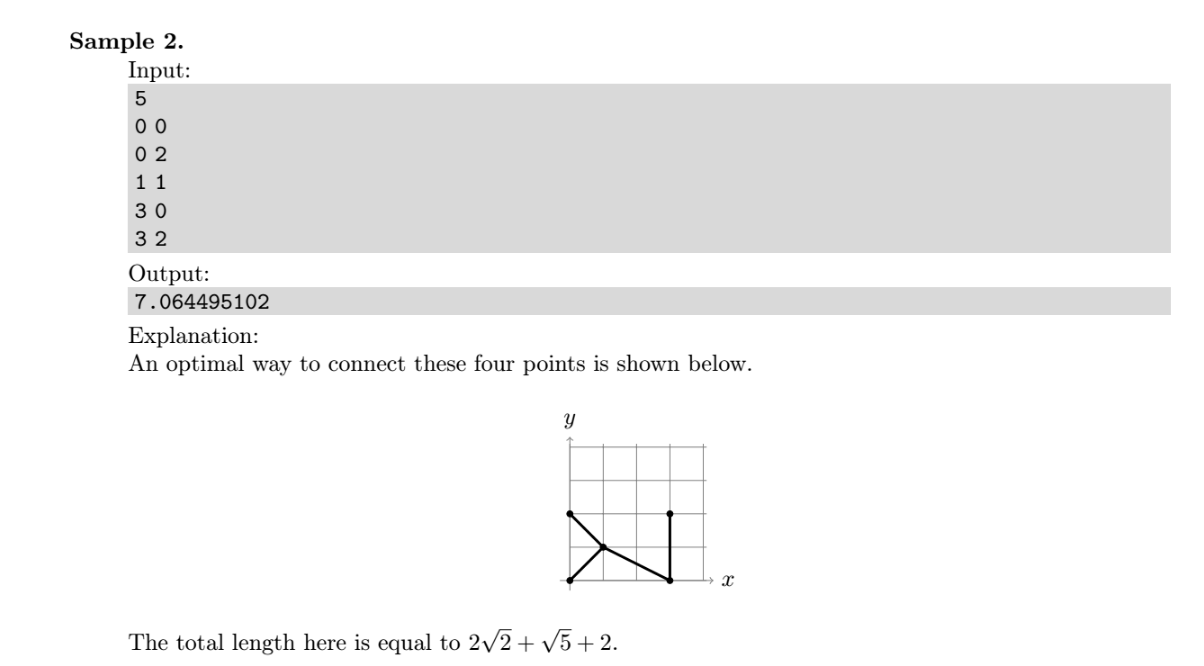 Sample 2.
Input:
5
0 0
0 2
1 1
3 0
3 2
Output:
7.064495102
Explanation:
An optimal way to connect these four points is shown below.
y
x
The total length here is equal to 2√2 + √5 + 2.